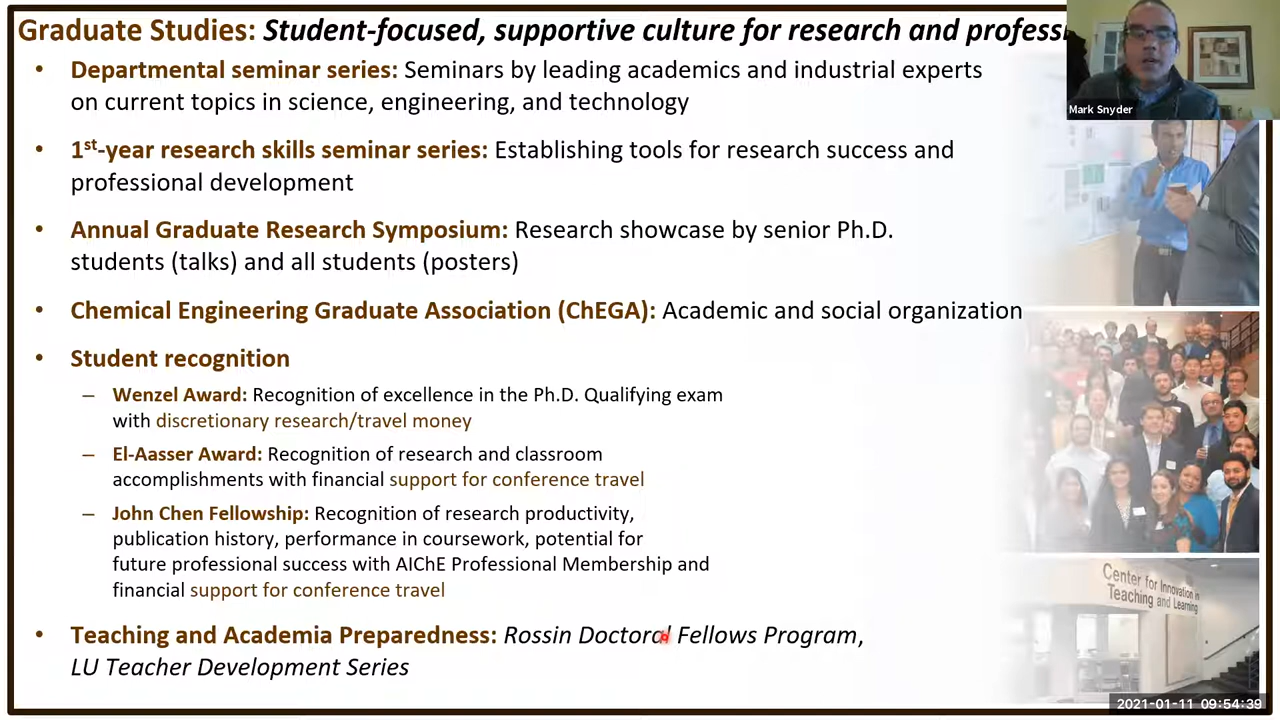 Graduate Studies: Student-focused, supportive culture for research and profess
Mark Snyder
• Departmental seminar series: Seminars by leading academics and industrial experts
on current topics in science, engineering, and technology
• 1st-year research skills seminar series: Establishing tools for research success and
professional development
• Annual Graduate Research Symposium: Research showcase by senior Ph.D.
students (talks) and all students (posters)
• Chemical Engineering Graduate Association (ChEGA): Academic and social organization
• Student recognition
– Wenzel Award: Recognition of excellence in the Ph.D. Qualifying exam
with discretionary research/travel money
– El-Aasser Award: Recognition of research and classroom
accomplishments with financial support for conference travel
– John Chen Fellowship: Recognition of research productivity,
publication history, performance in coursework, potential for
future professional success with AIChE Professional Membership and
financial support for conference travel
Center for Innovation in
Teaching and Learning
• Teaching and Academia Preparedness: Rossin Doctoral Fellows Program,
LU Teacher Development Series
2021-01-11 09:54:39